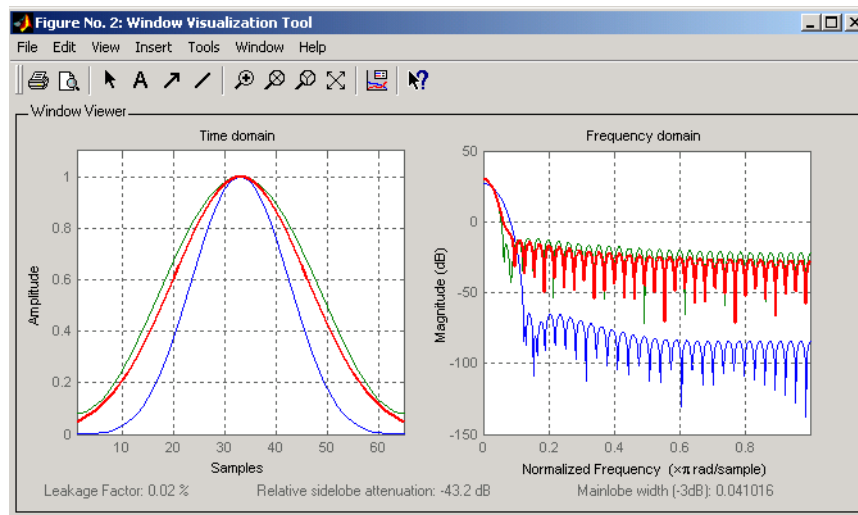 Figure No. 2: Window Visualization Tool
File Edit View Insert Tools Window Help
A
Window Viewer
Time domain
Frequency domain
1
0.8
0.6
0.4
0.2
0
10 20 30 40 50 60
Amplitude
Samples
50
0
-50
-100
-150
0 0.2 0.4 0.6 0.8
Magnitude (dB)
Normalized Frequency (×π rad/sample)
Leakage Factor: 0.02 % Relative sidelobe attenuation: -43.2 dB Mainlobe width (-3dB): 0.041016